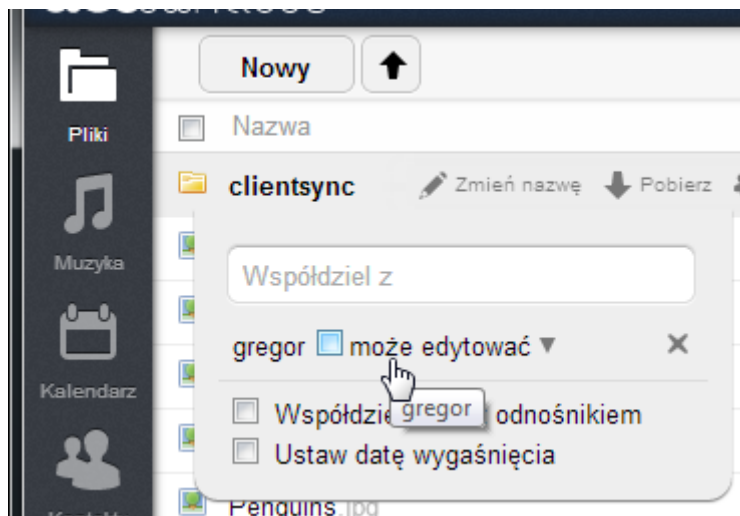 Nowy
Pliki
Nazwa
clientsync Zmień nazwę Pobierz
Muzyka
Współdziel z
gregor może edytować
Kalendarz
gregor odnośnikiem
Ustaw datę wygaśnięcia
Penguins.jpg